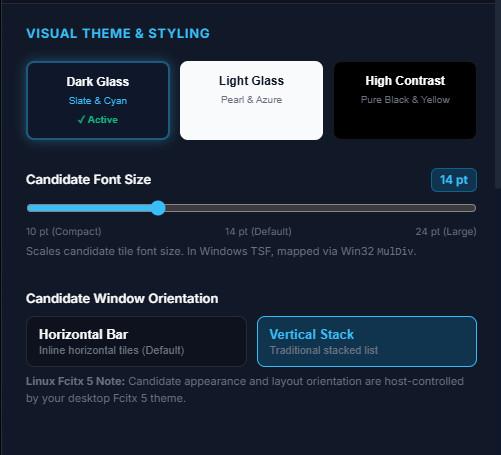 VISUAL THEME & STYLING
Dark Glass
Slate & Cyan
✓ Active
Light Glass
Pearl & Azure
High Contrast
Pure Black & Yellow
Candidate Font Size
14 pt
10 pt (Compact)
14 pt (Default)
24 pt (Large)
Scales candidate tile font size. In Windows TSF, mapped via Win32 MulDiv.
Candidate Window Orientation
Horizontal Bar
Inline horizontal tiles (Default)
Vertical Stack
Traditional stacked list
Linux Fcitx 5 Note: Candidate appearance and layout orientation are host-controlled
by your desktop Fcitx 5 theme.